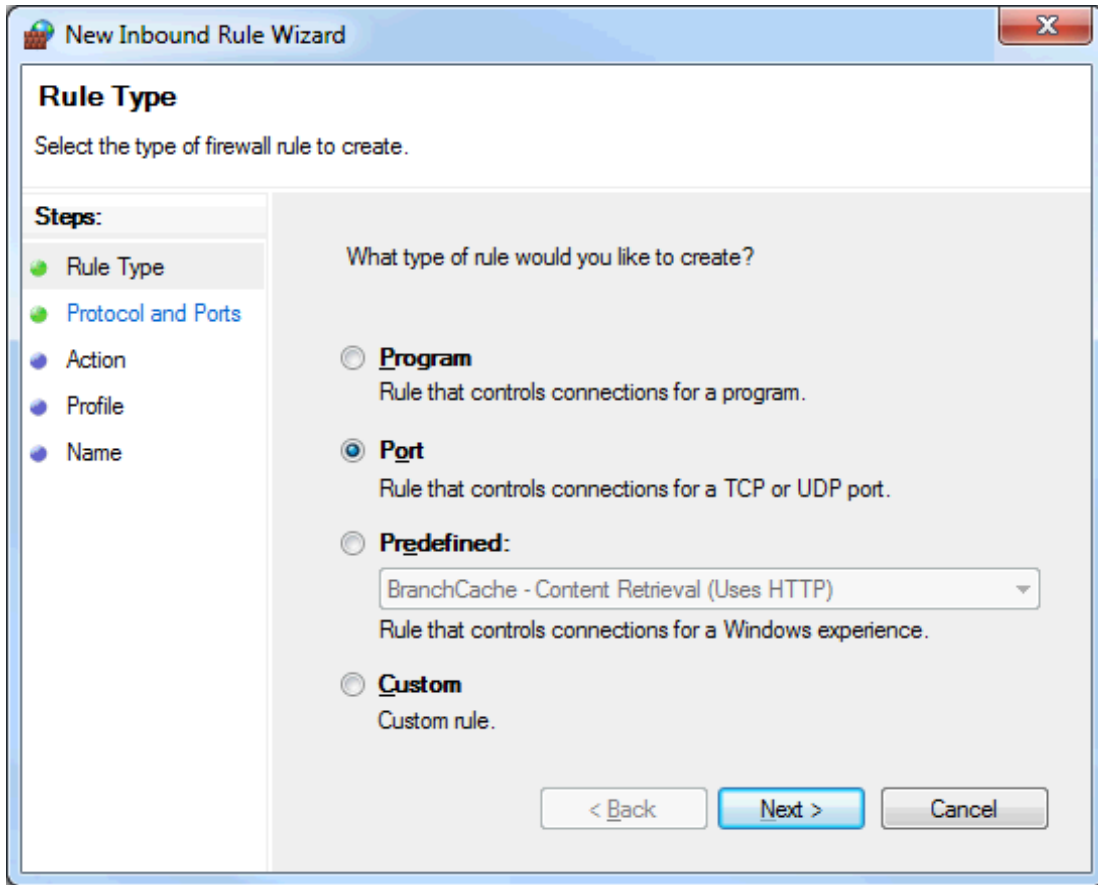 New Inbound Rule Wizard
Rule Type
Select the type of firewall rule to create.
Steps:
Rule Type
Protocol and Ports
Action
Profile
Name
What type of rule would you like to create?
Program
Rule that controls connections for a program.
Port
Rule that controls connections for a TCP or UDP port.
Predefined:
BranchCache - Content Retrieval (Uses HTTP)
Rule that controls connections for a Windows experience.
Custom
Custom rule.
< Back Next > Cancel